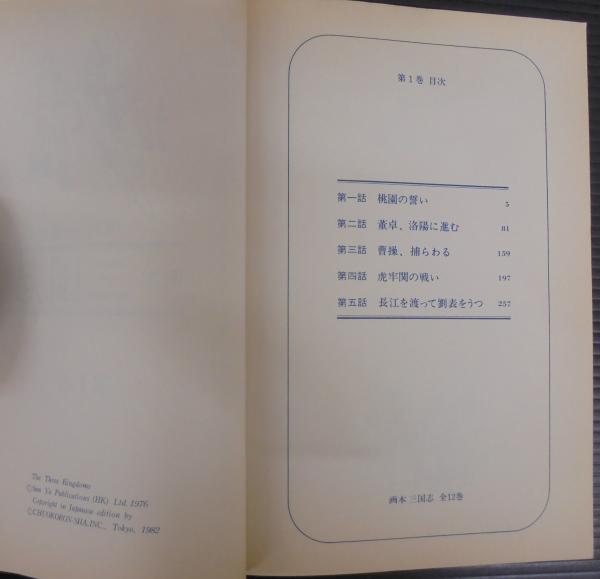 The Three Kingdoms
Ya Publications (HK) Ltd. 1976
Copyright in Japanese edition by
©CHUOKORON-SHA,INC., Tokyo, 1982
第1巻 目次
第一話 桃園の誓い 5
第二話 董卓、洛陽に進む 81
第三話 曹操、捕らわる 159
第四話 虎牢関の戦い 197
第五話 長江を渡って劉表をうつ 257
画本 三国志 全12巻